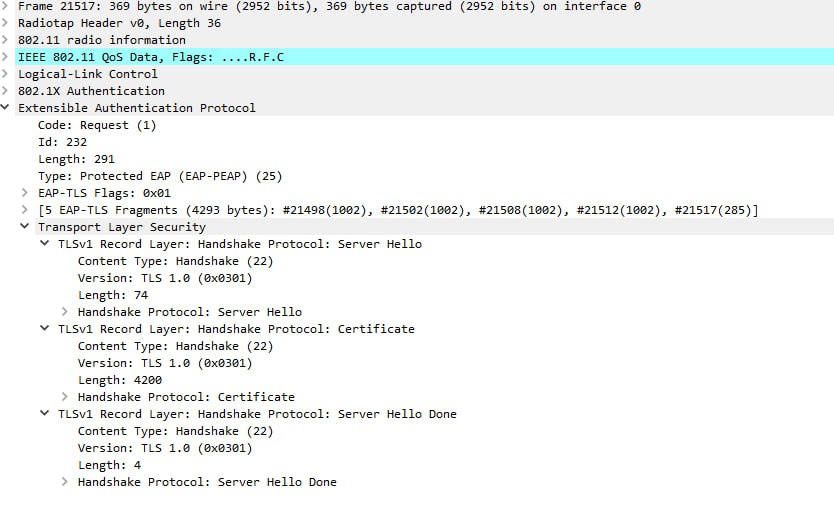 Frame 21517: 369 bytes on wire (2952 bits), 369 bytes captured (2952 bits) on interface 0
Radiotap Header v0, Length 36
802.11 radio information
IEEE 802.11 QoS Data, Flags: ....R.F.C
Logical-Link Control
802.1X Authentication
Extensible Authentication Protocol
Code: Request (1)
Id: 232
Length: 291
Type: Protected EAP (EAP-PEAP) (25)
EAP-TLS Flags: 0x01
[5 EAP-TLS Fragments (4293 bytes): #21498(1002), #21502(1002), #21508(1002), #21512(1002), #21517(285)]
Transport Layer Security
TLSv1 Record Layer: Handshake Protocol: Server Hello
Content Type: Handshake (22)
Version: TLS 1.0 (0x0301)
Length: 74
Handshake Protocol: Server Hello
TLSv1 Record Layer: Handshake Protocol: Certificate
Content Type: Handshake (22)
Version: TLS 1.0 (0x0301)
Length: 4200
Handshake Protocol: Certificate
TLSv1 Record Layer: Handshake Protocol: Server Hello Done
Content Type: Handshake (22)
Version: TLS 1.0 (0x0301)
Length: 4
Handshake Protocol: Server Hello Done